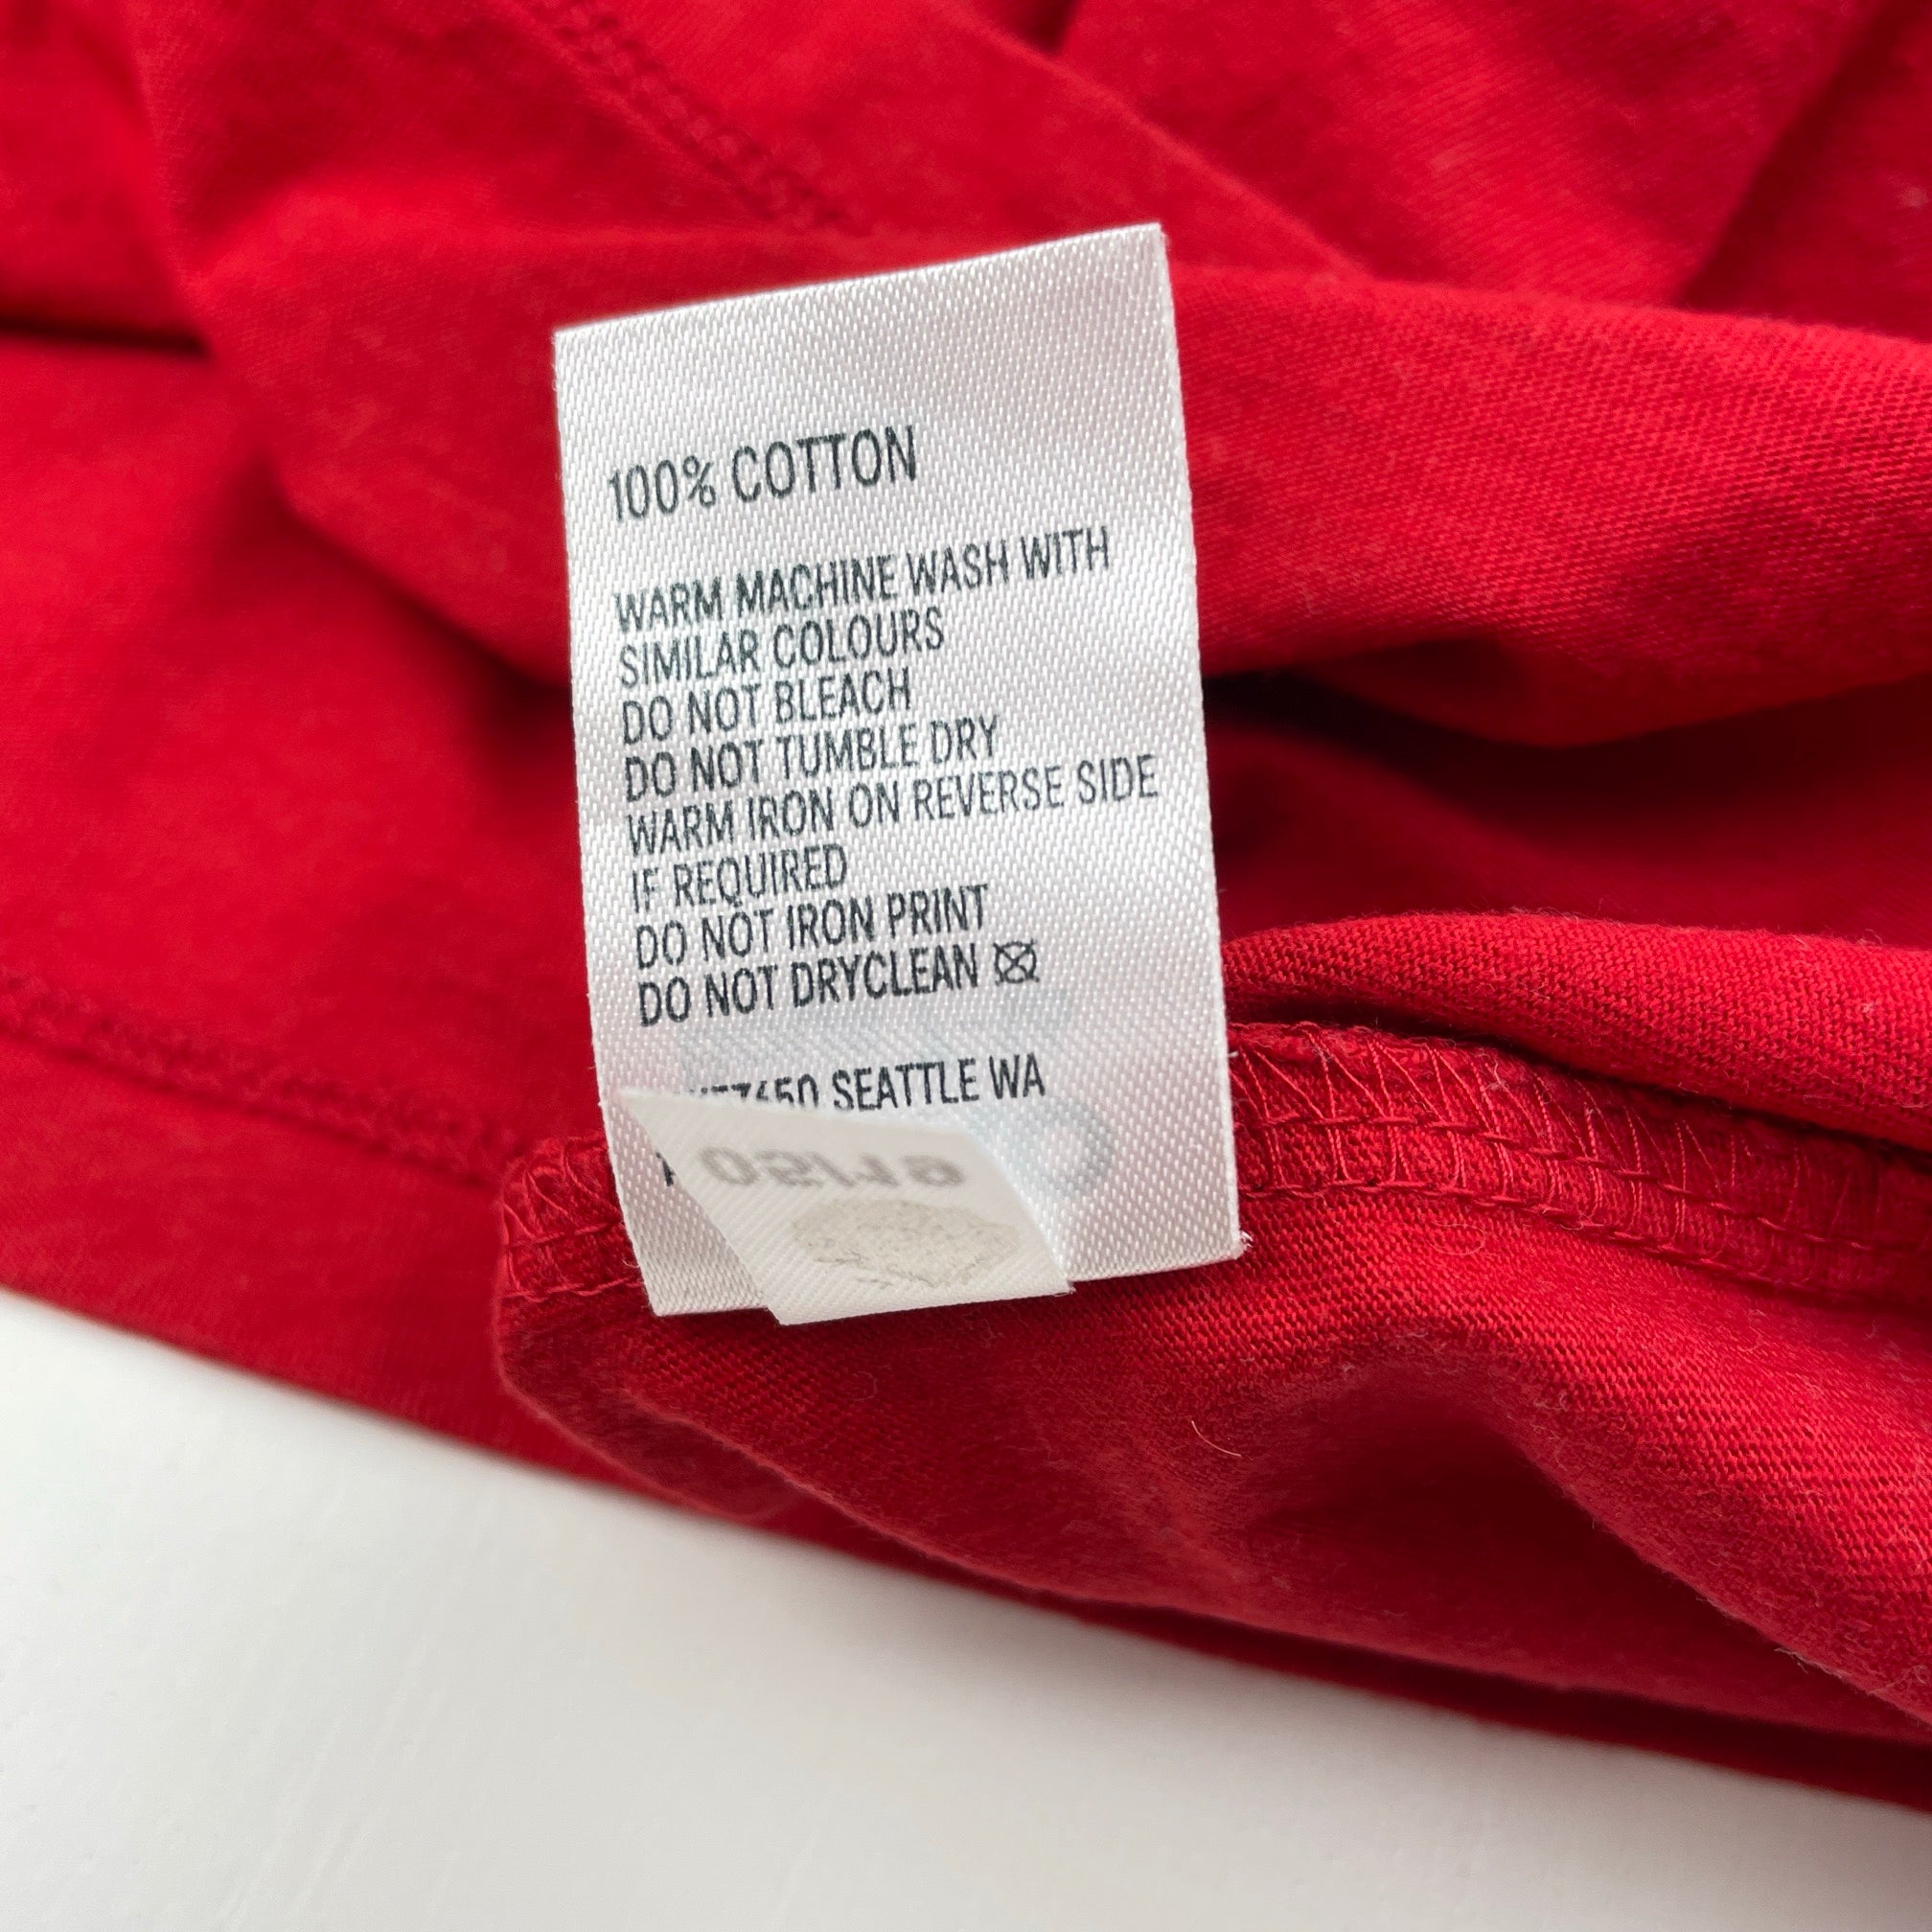 100% COTTON
WARM MACHINE WASH WITH
SIMILAR COLOURS
DO NOT BLEACH
DO NOT TUMBLE DRY
WARM IRON ON REVERSE SIDE
IF REQUIRED
DO NOT IRON PRINT
DO NOT DRYCLEAN
SEATTLE WA